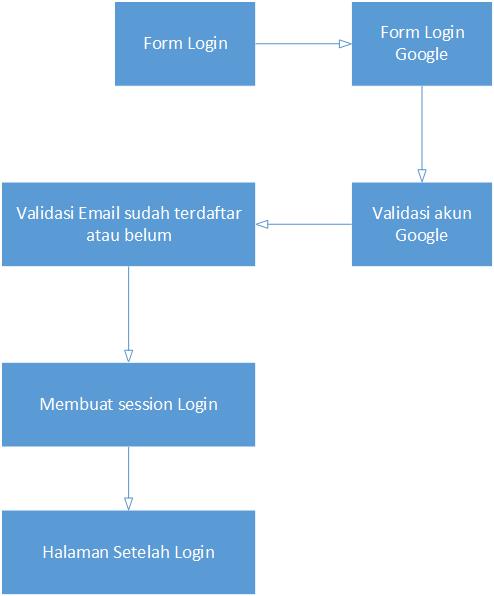 Form Login
Form Login
Google
Validasi akun
Google
Validasi Email sudah terdaftar
atau belum
Membuat session Login
Halaman Setelah Login